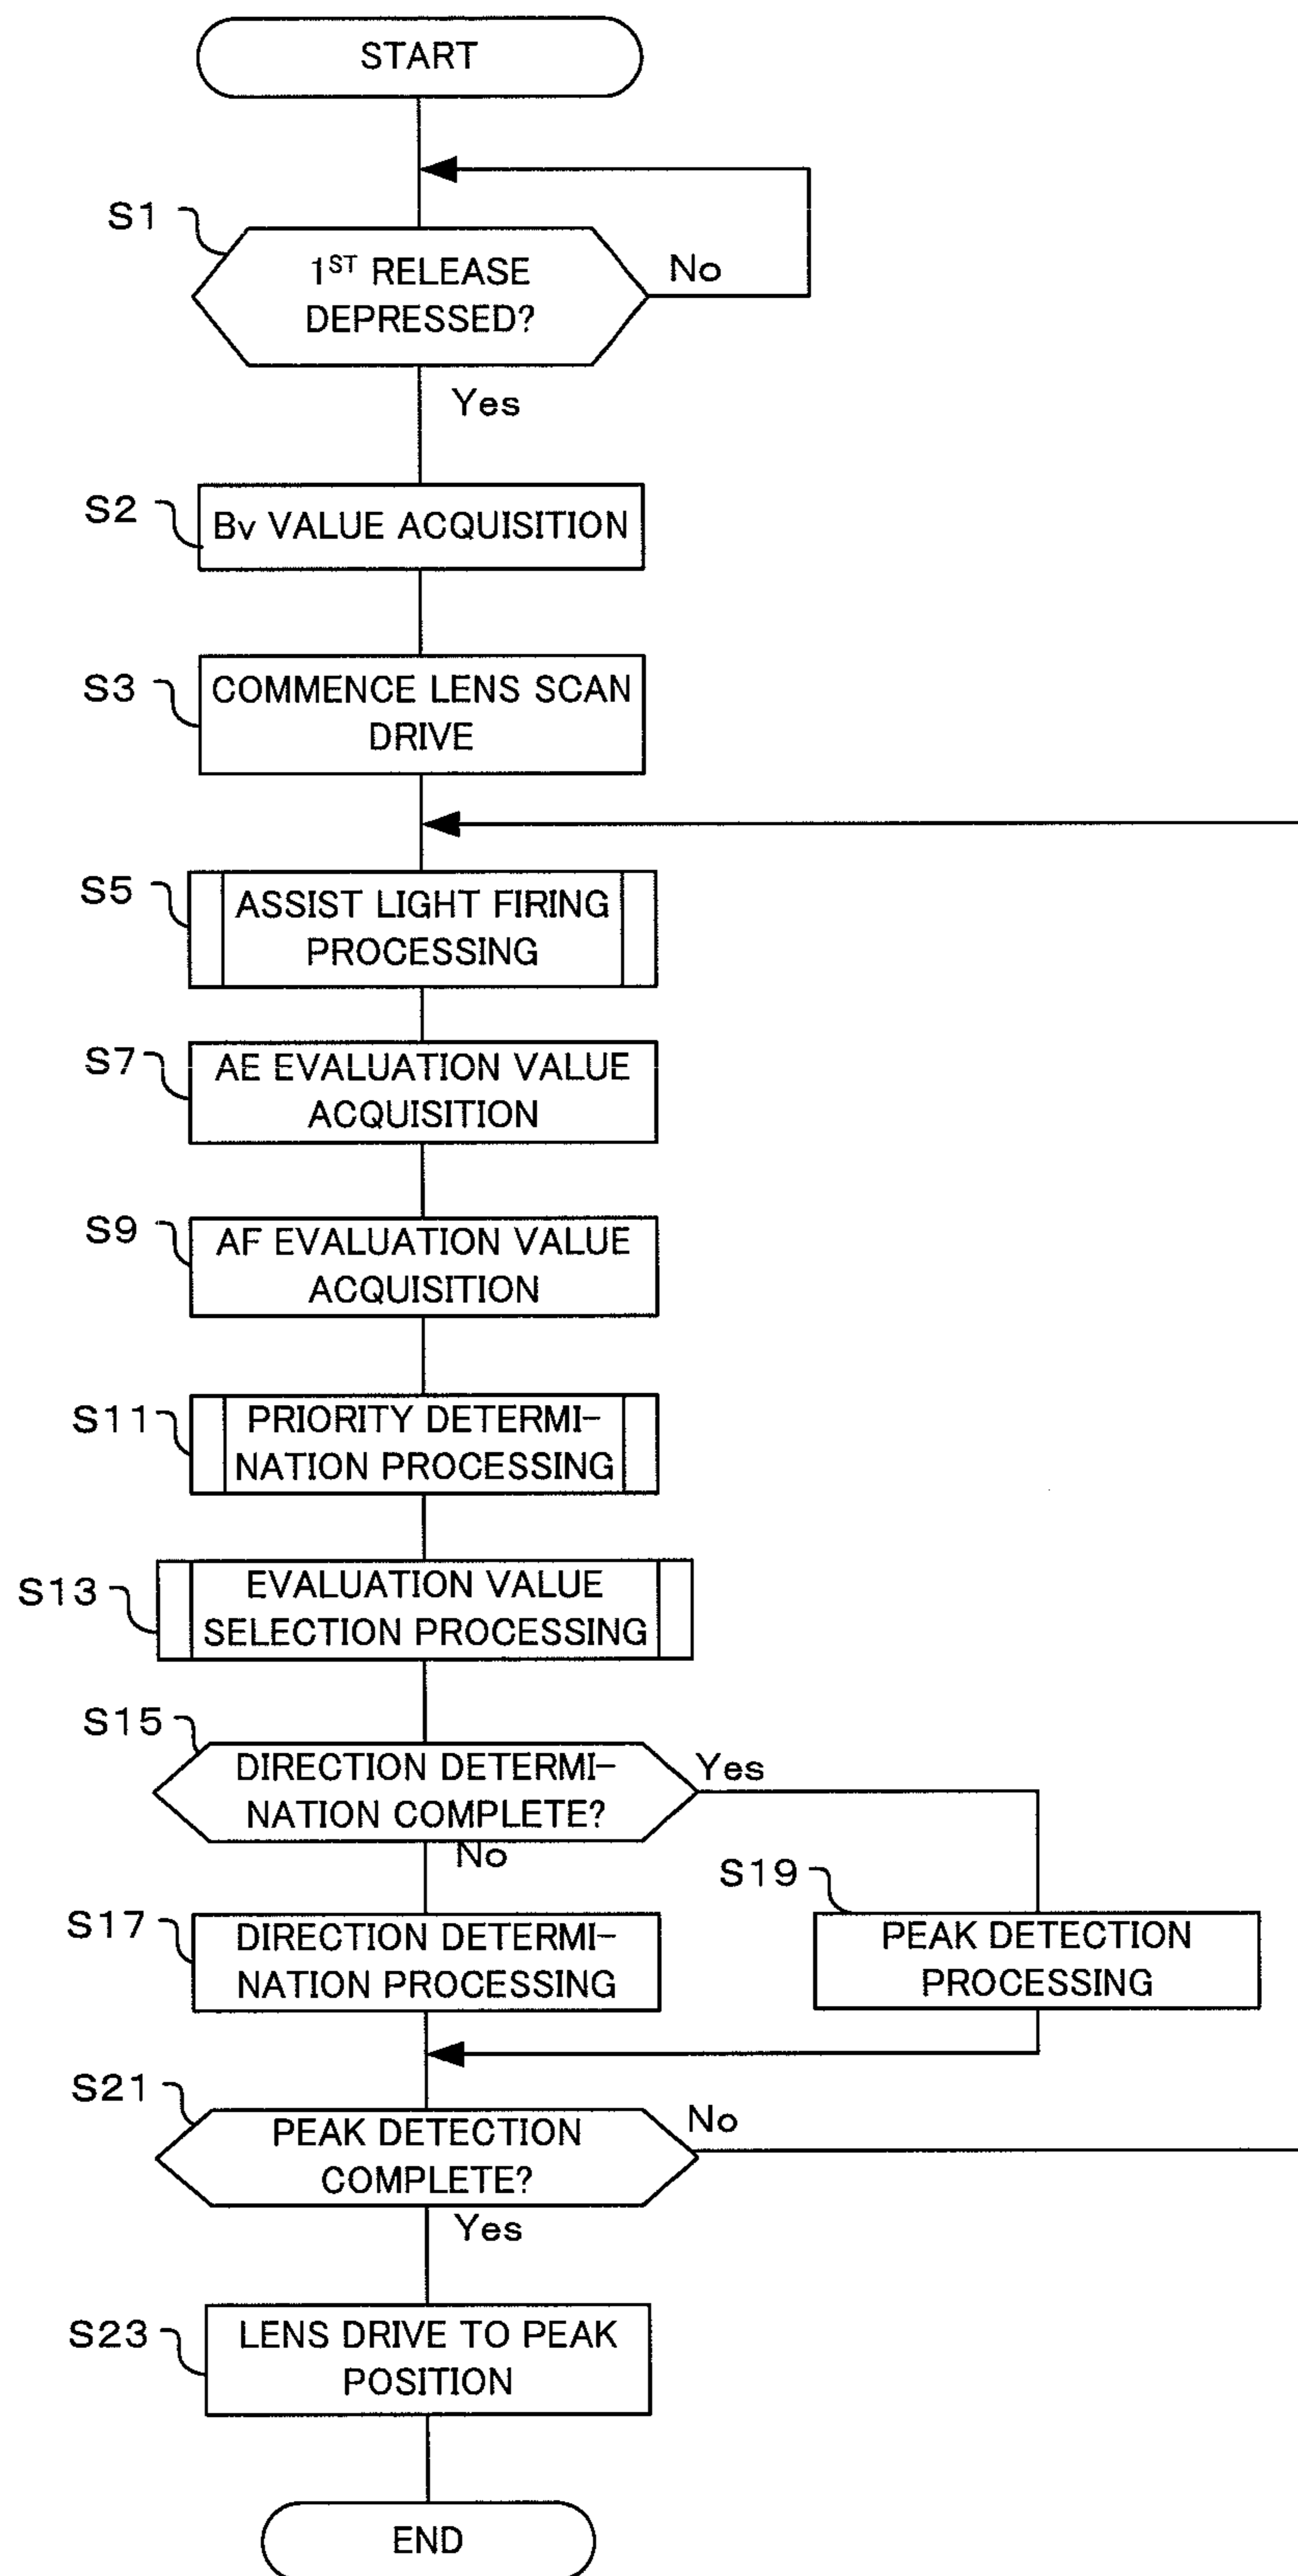 START
S1
1ST RELEASE
DEPRESSED?
No
Yes
S2
Bv VALUE ACQUISITION
S3
COMMENCE LENS SCAN
DRIVE
S5
ASSIST LIGHT FIRING
PROCESSING
S7
AE EVALUATION VALUE
ACQUISITION
S9
AF EVALUATION VALUE
ACQUISITION
S11
PRIORITY DETERMI-
NATION PROCESSING
S13
EVALUATION VALUE
SELECTION PROCESSING
S15
DIRECTION DETERMI-
NATION COMPLETE?
Yes
No
S17
DIRECTION DETERMI-
NATION PROCESSING
S19
PEAK DETECTION
PROCESSING
S21
PEAK DETECTION
COMPLETE?
No
Yes
S23
LENS DRIVE TO PEAK
POSITION
END